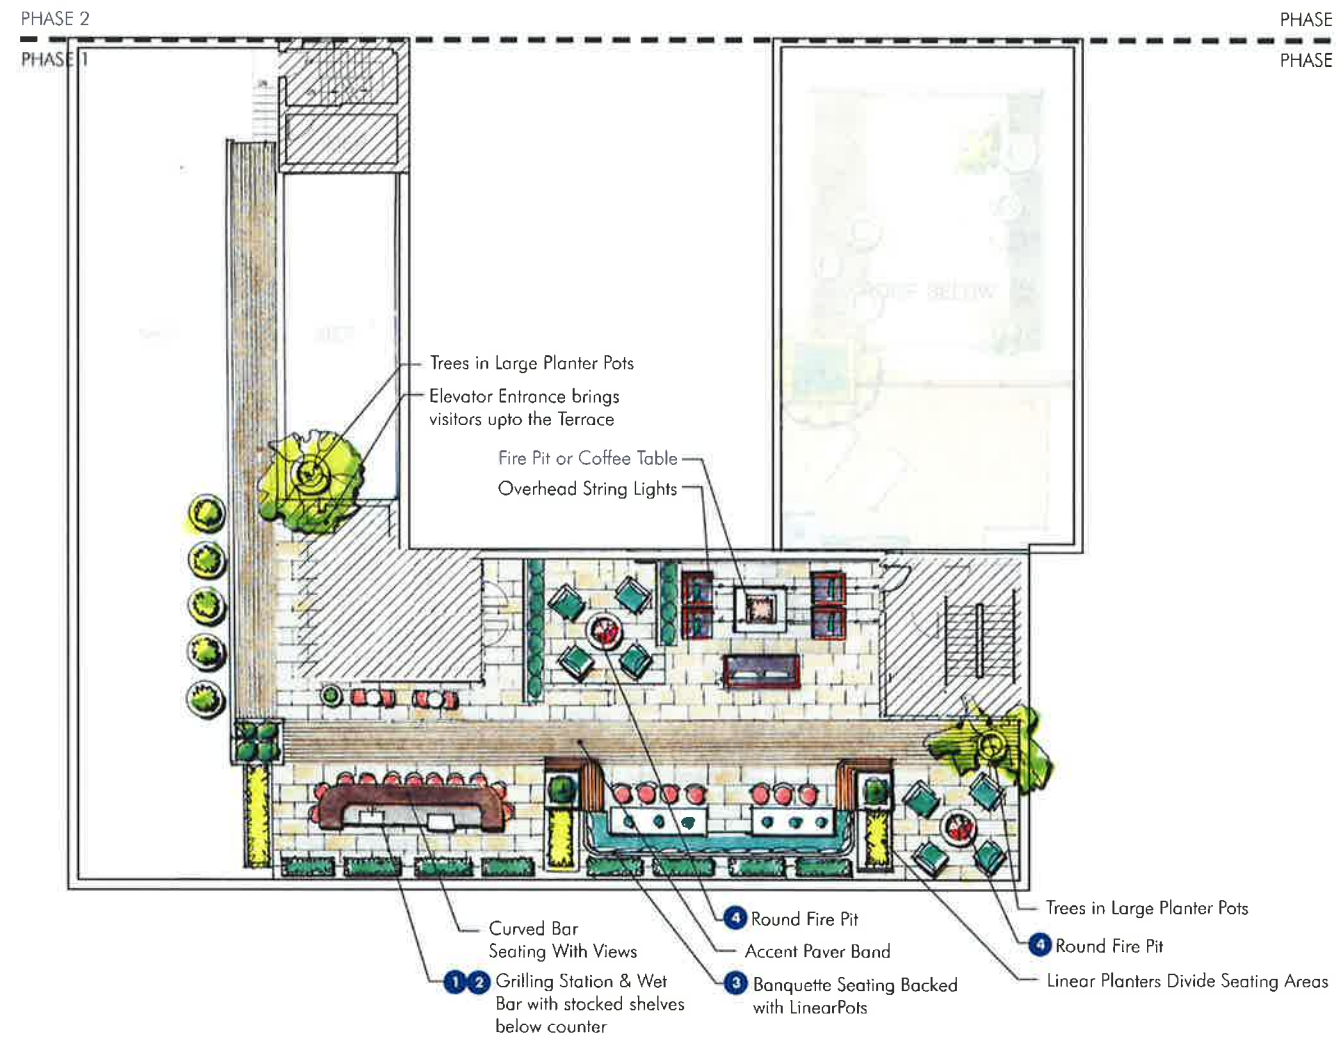 PHASE 2
PHASE
PHASE 1
PHASE
ROOF BELOW
Trees in Large Planter Pots
Elevator Entrance brings
visitors upto the Terrace
Fire Pit or Coffee Table
Overhead String Lights
4 Round Fire Pit
Accent Paver Band
3 Banquette Seating Backed
with LinearPots
Curved Bar
Seating With Views
1 2 Grilling Station & Wet
Bar with stocked shelves
below counter
Trees in Large Planter Pots
4 Round Fire Pit
Linear Planters Divide Seating Areas